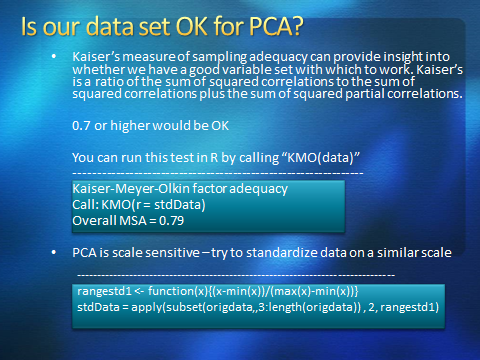 Is our data set OK for PCA?
• Kaiser's measure of sampling adequacy can provide insight into
whether we have a good variable set with which to work. Kaiser's
is a ratio of the sum of squared correlations to the sum of
squared correlations plus the sum of squared partial correlations.
0.7 or higher would be OK
You can run this test in R by calling “KMO(data)”
-----------------------------------------------------------------
Kaiser-Meyer-Olkin factor adequacy
Call: KMO(r = stdData)
Overall MSA = 0.79
• PCA is scale sensitive – try to standardize data on a similar scale
-----------------------------------------------------------------
rangestd1 <- function(x){(x-min(x))/(max(x)-min(x))}
stdData = apply(subset(origdata,,3:length(origdata)) , 2, rangestd1)